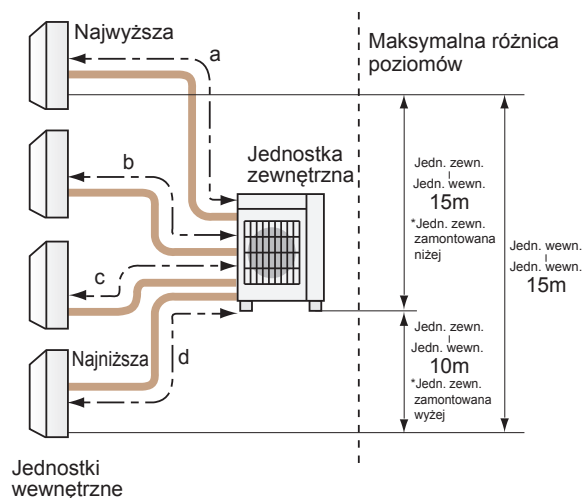 Najwyższa
a
Maksymalna różnica
poziomów
b
Jednostka
zewnętrzna
Jedn. zewn.
Jedn. wewn.
15m
*Jedn. zewn.
zamontowana
niżej
Jedn. wewn.
Jedn. wewn.
15m
c
Najniższa
d
Jedn. zewn.
Jedn. wewn.
10m
*Jedn. zewn.
zamontowana
wyżej
Jednostki
wewnętrzne